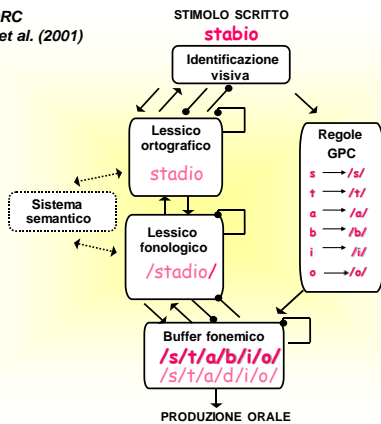 RC
et al. (2001)
STIMOLO SCRITTO
stabio
Identificazione
visiva
Lessico
ortografico
stadio
Regole
GPC
s /s/
t /t/
a /a/
b /b/
i /i/
o /o/
Sistema
semantico
Lessico
fonologico
/stadio/
Buffer fonemico
/s/t/a/b/i/o/
/s/t/a/d/i/o/
PRODUZIONE ORALE